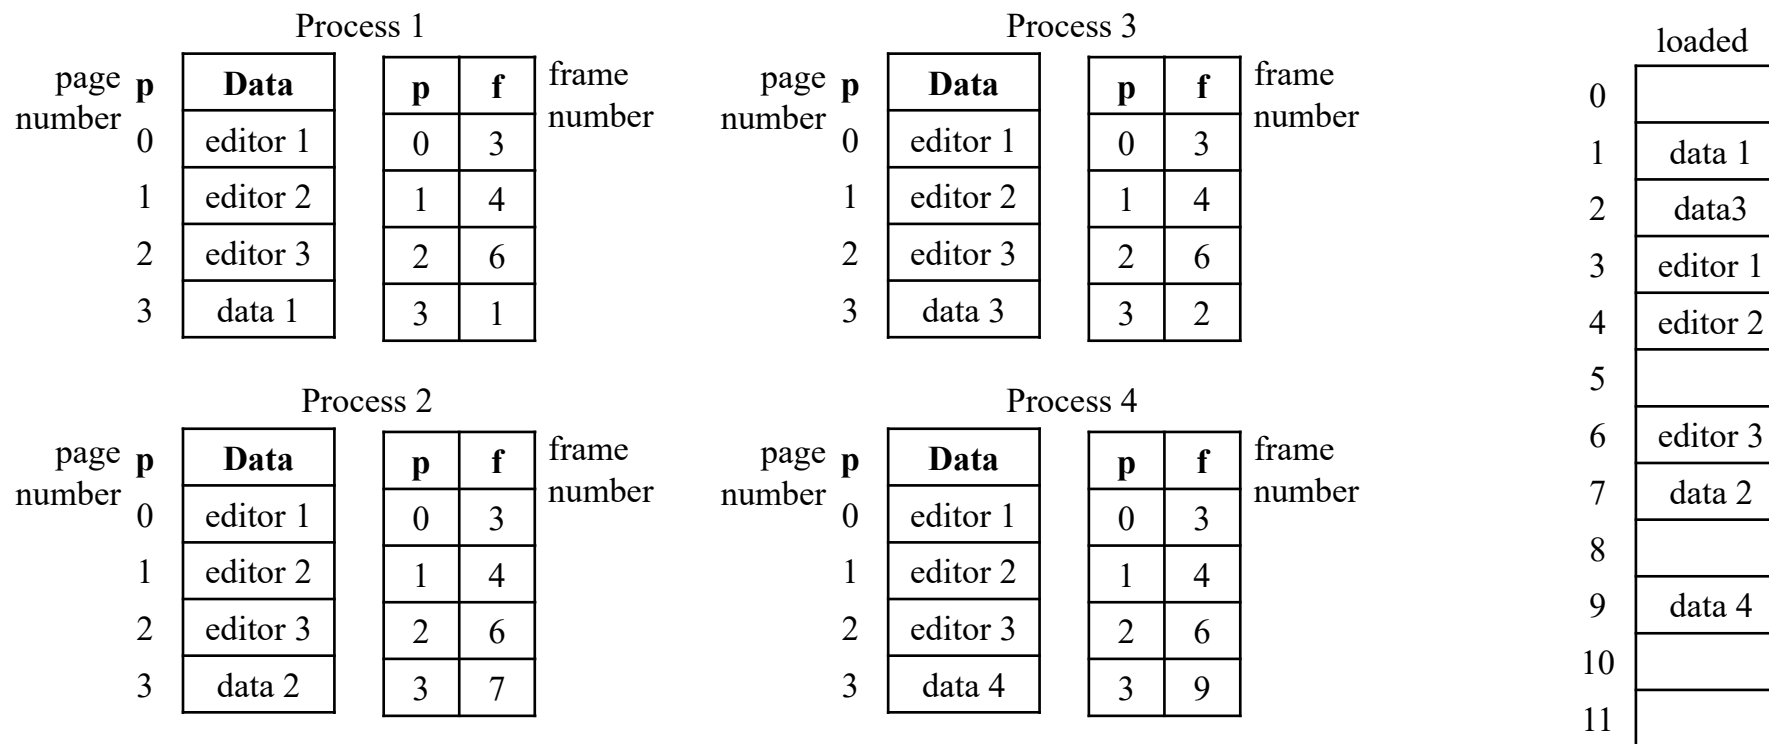 Process 1
page number p Data p f frame number
0 editor 1 0 3
1 editor 2 1 4
2 editor 3 2 6
3 data 1 3 1
Process 2
page number p Data p f frame number
0 editor 1 0 3
1 editor 2 1 4
2 editor 3 2 6
3 data 2 3 7
Process 3
page number p Data p f frame number
0 editor 1 0 3
1 editor 2 1 4
2 editor 3 2 6
3 data 3 3 2
Process 4
page number p Data p f frame number
0 editor 1 0 3
1 editor 2 1 4
2 editor 3 2 6
3 data 4 3 9
loaded
0
1 data 1
2 data3
3 editor 1
4 editor 2
5
6 editor 3
7 data 2
8
9 data 4
10
11